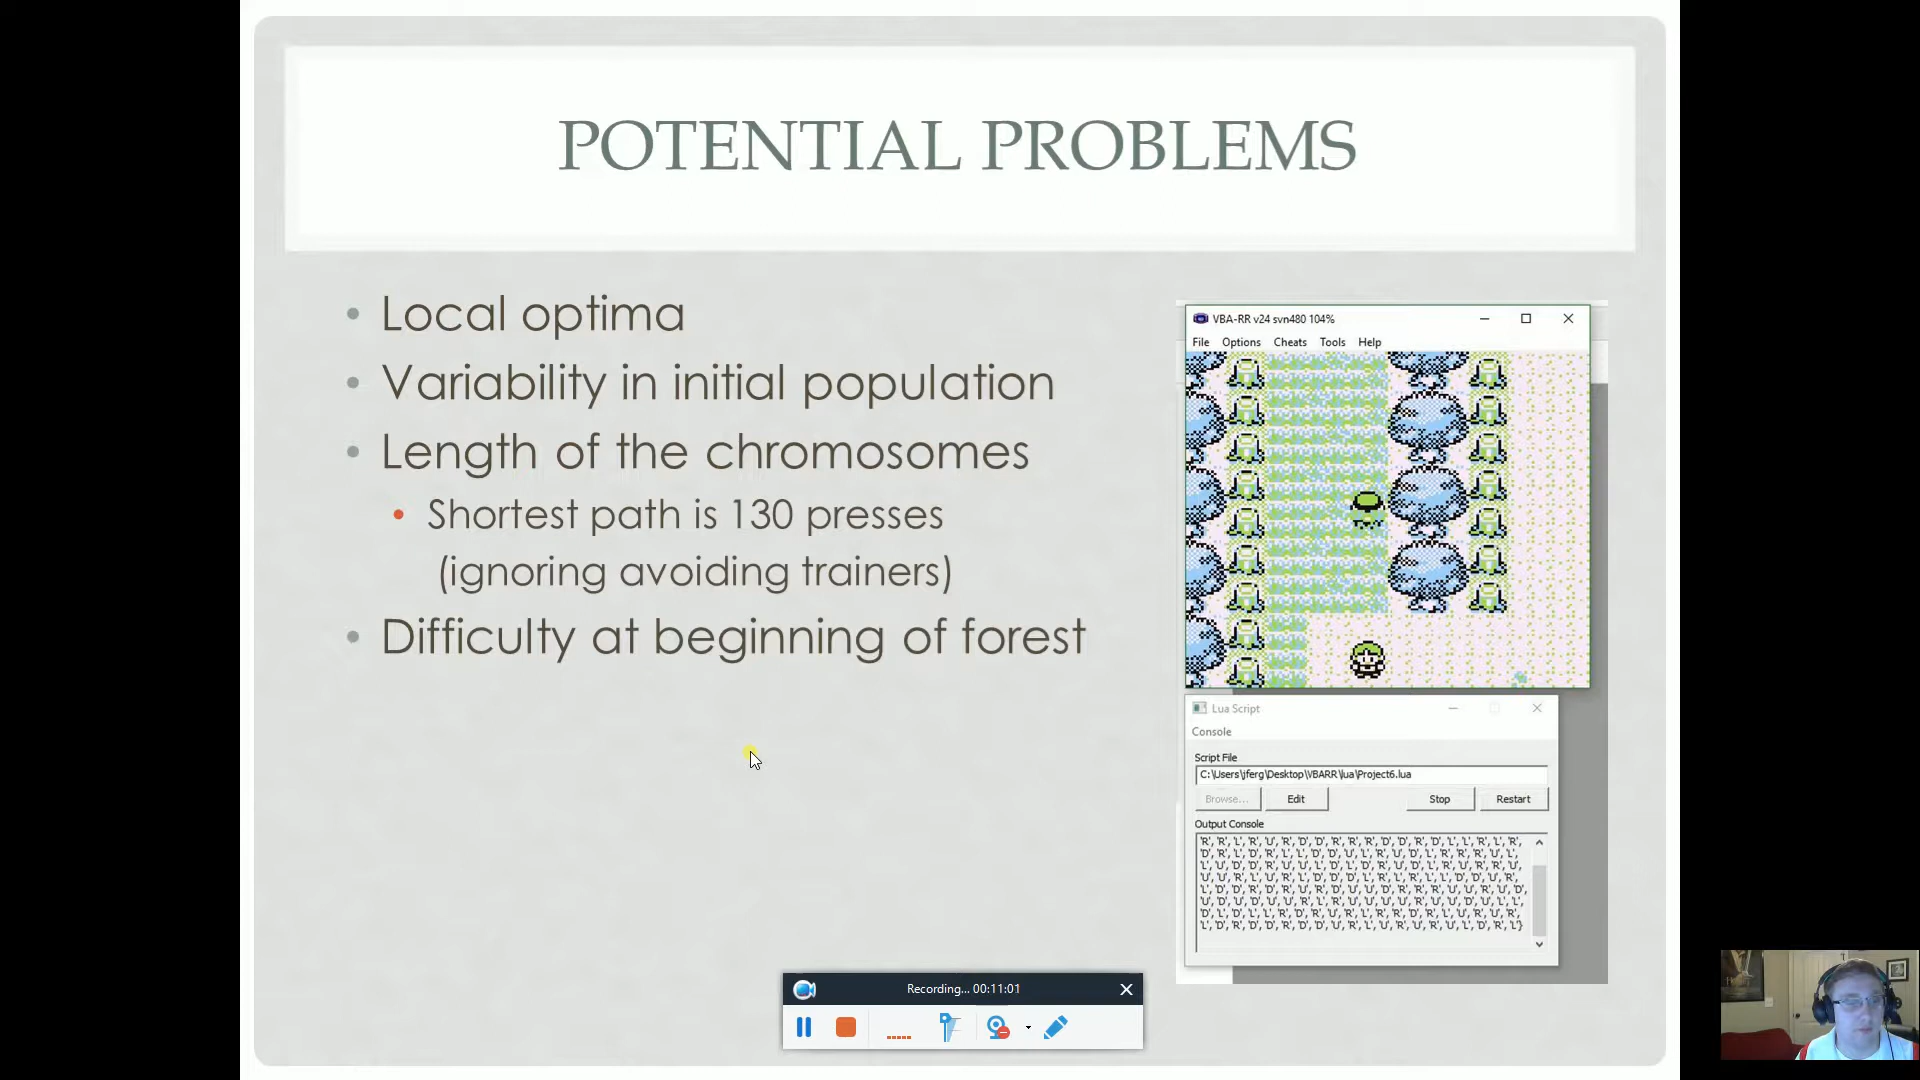 POTENTIAL PROBLEMS
• Local optima
• Variability in initial population
• Length of the chromosomes
• Shortest path is 130 presses
(ignoring avoiding trainers)
• Difficulty at beginning of forest
VBA-RR v24 svn480 104%
File Options Cheats Tools Help
Lua Script
Console
Script File
C:\Users\jferg\Desktop\VBARR\lua\Project6.lua
Browse... Edit Stop Restart
Output Console
Recording... 00:11:01